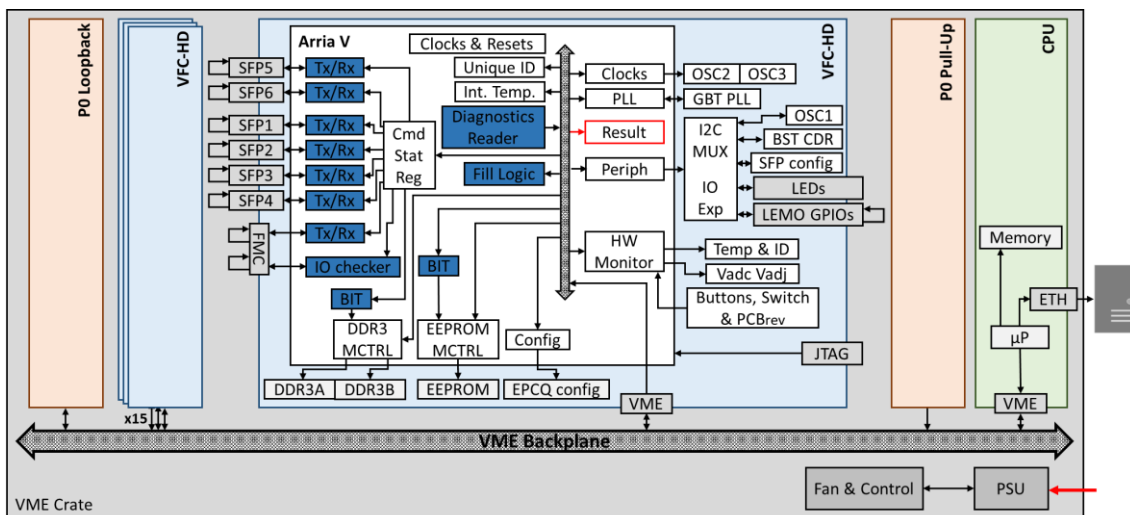 P0 Loopback
VFC-HD
x15
SFP5
SFP6
SFP1
SFP2
SFP3
SFP4
FMC
Arria V
Tx/Rx
Tx/Rx
Tx/Rx
Tx/Rx
Tx/Rx
Tx/Rx
Tx/Rx
IO checker
Cmd
Stat
Reg
BIT
DDR3
MCTRL
DDR3A
DDR3B
Clocks & Resets
Unique ID
Int. Temp.
Diagnostics
Reader
Fill Logic
BIT
EEPROM
MCTRL
EEPROM
Config
EPCQ config
Clocks
PLL
Result
Periph
HW
Monitor
OSC2
OSC3
GBT PLL
I2C
MUX
IO
Exp
OSC1
BST CDR
SFP config
LEDs
LEMO GPIOs
Temp & ID
Vadc Vadj
Buttons, Switch
& PCBrev
JTAG
VME
VFC-HD
P0 Pull-Up
CPU
Memory
ETH
µP
VME
VME Backplane
Fan & Control
PSU
VME Crate